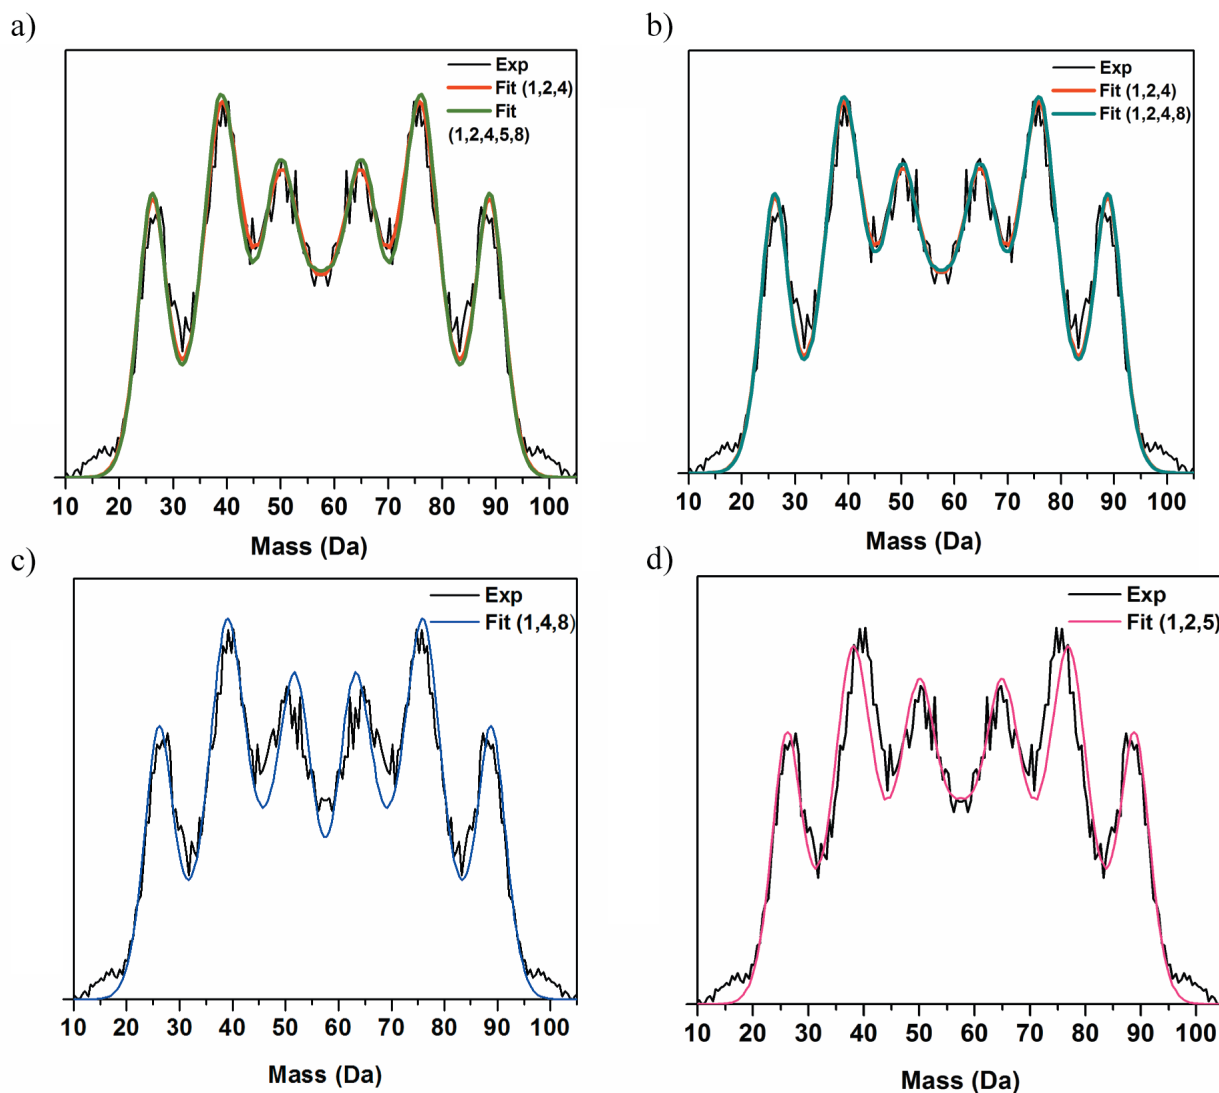 a)
Exp
Fit (1,2,4)
Fit
(1,2,4,5,8)
10 20 30 40 50 60 70 80 90 100
Mass (Da)
b)
Exp
Fit (1,2,4)
Fit (1,2,4,8)
10 20 30 40 50 60 70 80 90 100
Mass (Da)
c)
Exp
Fit (1,4,8)
10 20 30 40 50 60 70 80 90 100
Mass (Da)
d)
Exp
Fit (1,2,5)
10 20 30 40 50 60 70 80 90 100
Mass (Da)